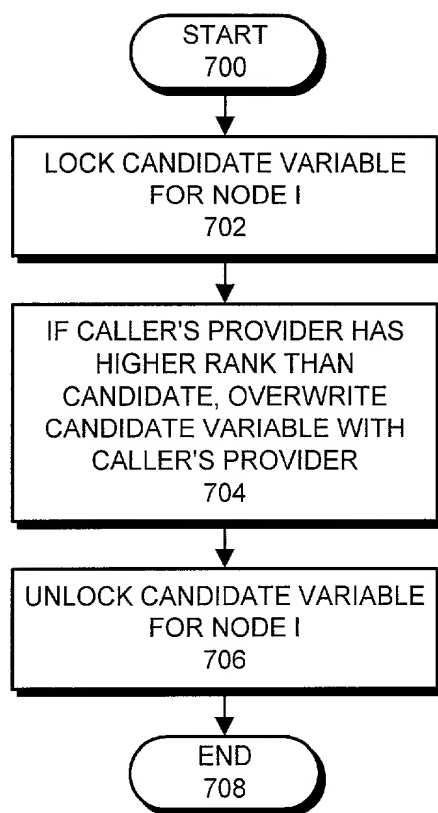 START
700
LOCK CANDIDATE VARIABLE
FOR NODE I
702
IF CALLER'S PROVIDER HAS
HIGHER RANK THAN
CANDIDATE, OVERWRITE
CANDIDATE VARIABLE WITH
CALLER'S PROVIDER
704
UNLOCK CANDIDATE VARIABLE
FOR NODE I
706
END
708